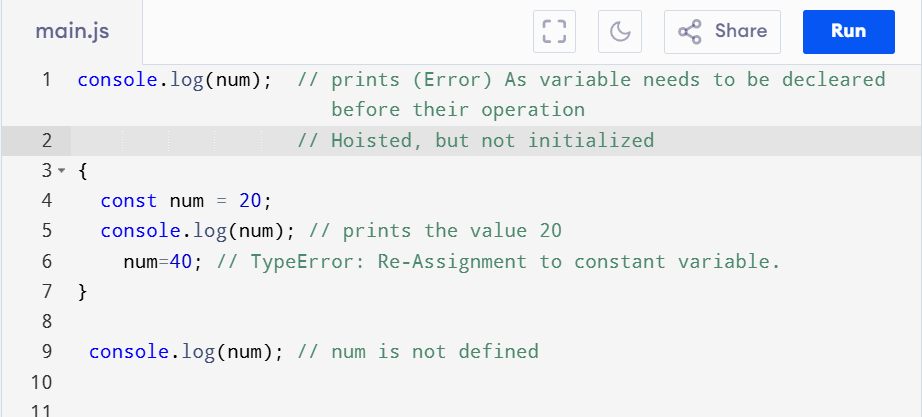 main.js
Share
Run
1 console.log(num);  // prints (Error) As variable needs to be decleared
before their operation
2 // Hoisted, but not initialized
3 {
4 const num = 20;
5 console.log(num); // prints the value 20
6 num=40; // TypeError: Re-Assignment to constant variable.
7 }
8
9 console.log(num); // num is not defined
10
11